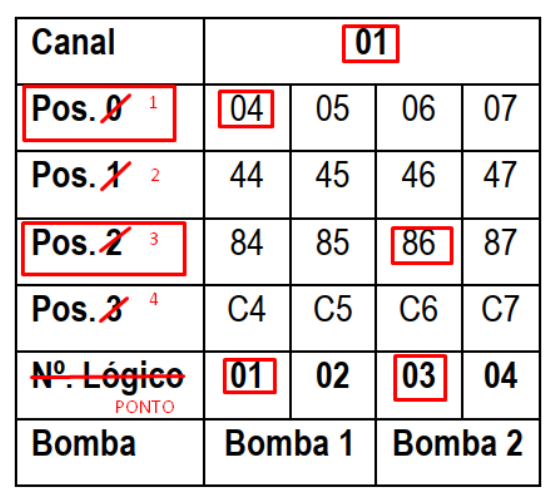 Canal 01
Pos. 0 1 04 05 06 07
Pos. 1 2 44 45 46 47
Pos. 2 3 84 85 86 87
Pos. 3 4 C4 C5 C6 C7
Nº. Lógico 01 02 03 04
PONTO
Bomba Bomba 1 Bomba 2